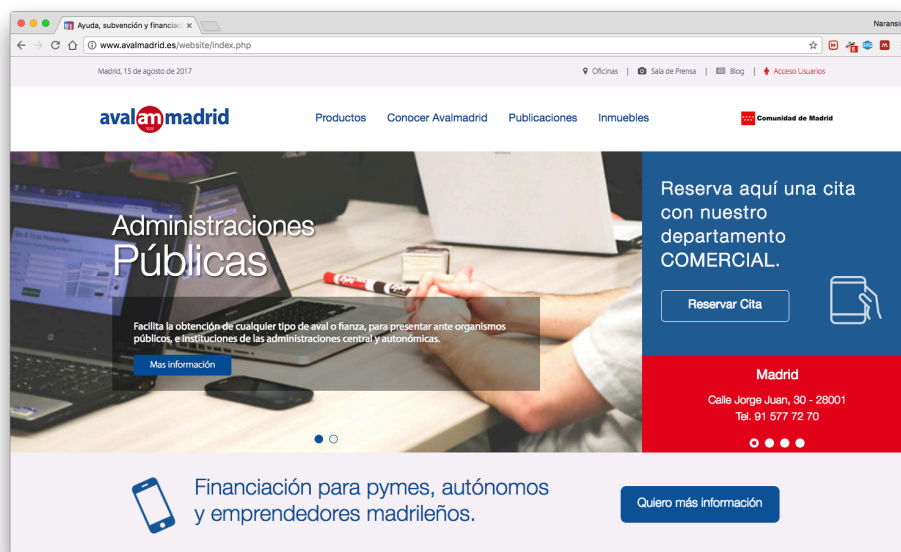 Ayuda, subvención y financiac
Naransi
www.avalmadrid.es/website/index.php
Madrid, 15 de agosto de 2017
Oficinas | Sala de Prensa | Blog | Acceso Usuarios
aval am madrid
Productos Conocer Avalmadrid Publicaciones Inmuebles
Comunidad de Madrid
Administraciones
Públicas
Facilita la obtención de cualquier tipo de aval o fianza, para presentar ante organismos
públicos, e instituciones de las administraciones central y autonómicas.
Mas información
Reserva aquí una cita
con nuestro
departamento
COMERCIAL.
Reservar Cita
Madrid
Calle Jorge Juan, 30 - 28001
Tel. 91 577 72 70
Financiación para pymes, autónomos
y emprendedores madrileños.
Quiero más información